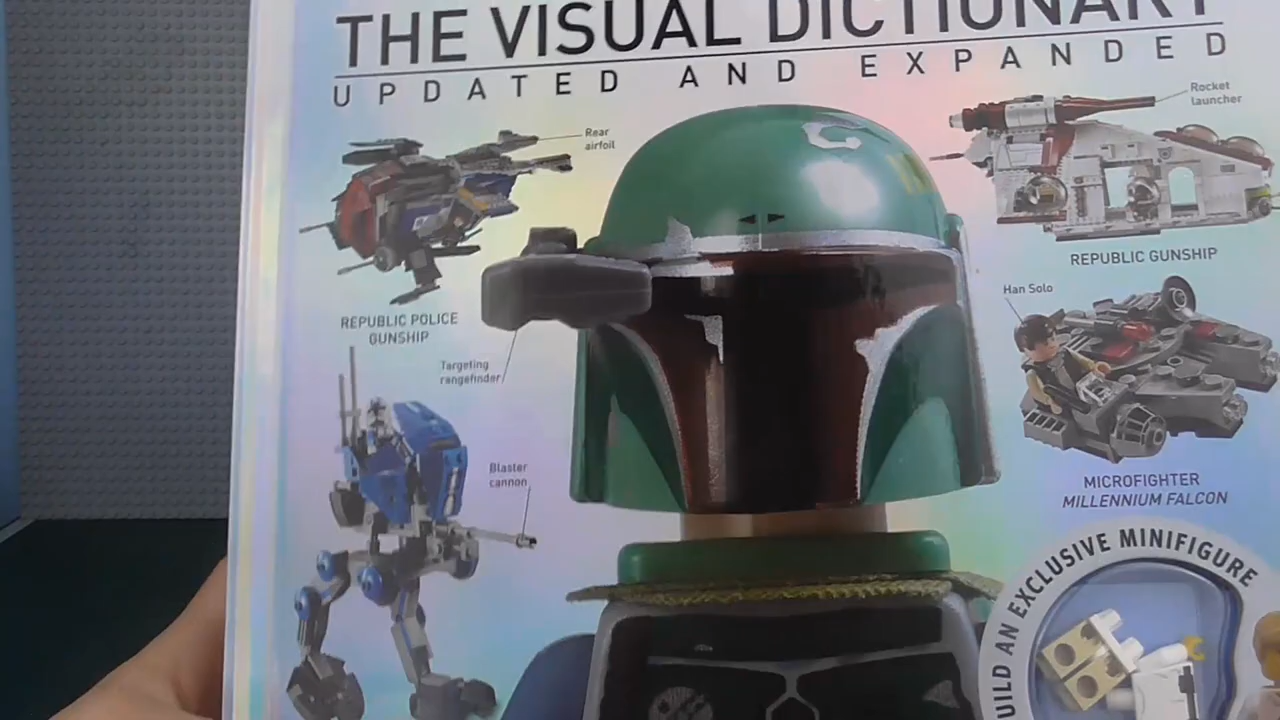 THE VISUAL DICTIONARY
UPDATED AND EXPANDED
Rear
airfoil
Rocket
launcher
REPUBLIC GUNSHIP
Han Solo
REPUBLIC POLICE
GUNSHIP
Targeting
rangefinder
Blaster
cannon
MICROFIGHTER
MILLENNIUM FALCON
UILD AN EXCLUSIVE MINIFIGURE